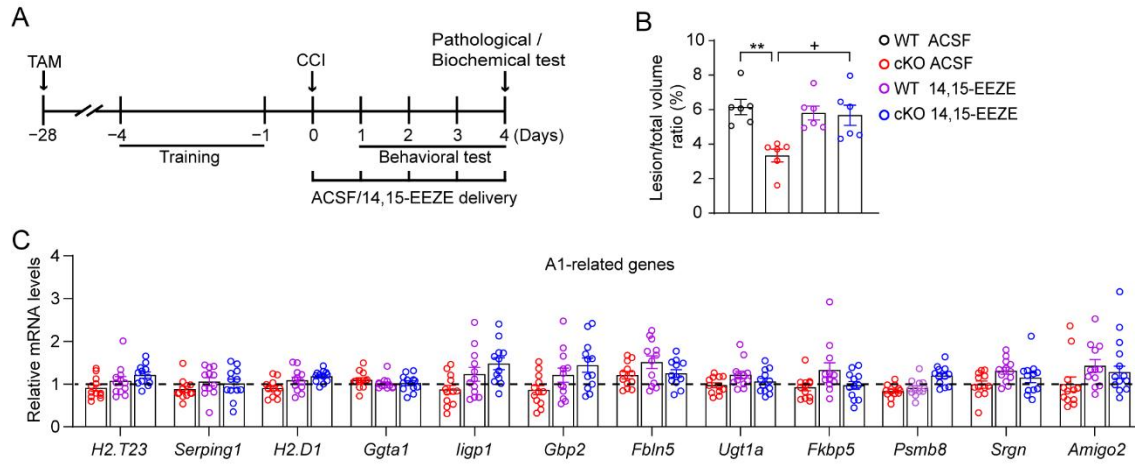 A
TAM
CCI
Pathological /
Biochemical test
−28
−4
−1
0
1
2
3
4
(Days)
Training
Behavioral test
ACSF/14,15-EEZE delivery
B
Lesion/total volume
ratio (%)
10
8
6
4
2
0
**
+
WT ACSF
cKO ACSF
WT 14,15-EEZE
cKO 14,15-EEZE
C
A1-related genes
Relative mRNA levels
4
3
2
1
0
H2.T23
Serping1
H2.D1
Ggta1
Iigp1
Gbp2
Fbln5
Ugt1a
Fkbp5
Psmb8
Srgn
Amigo2